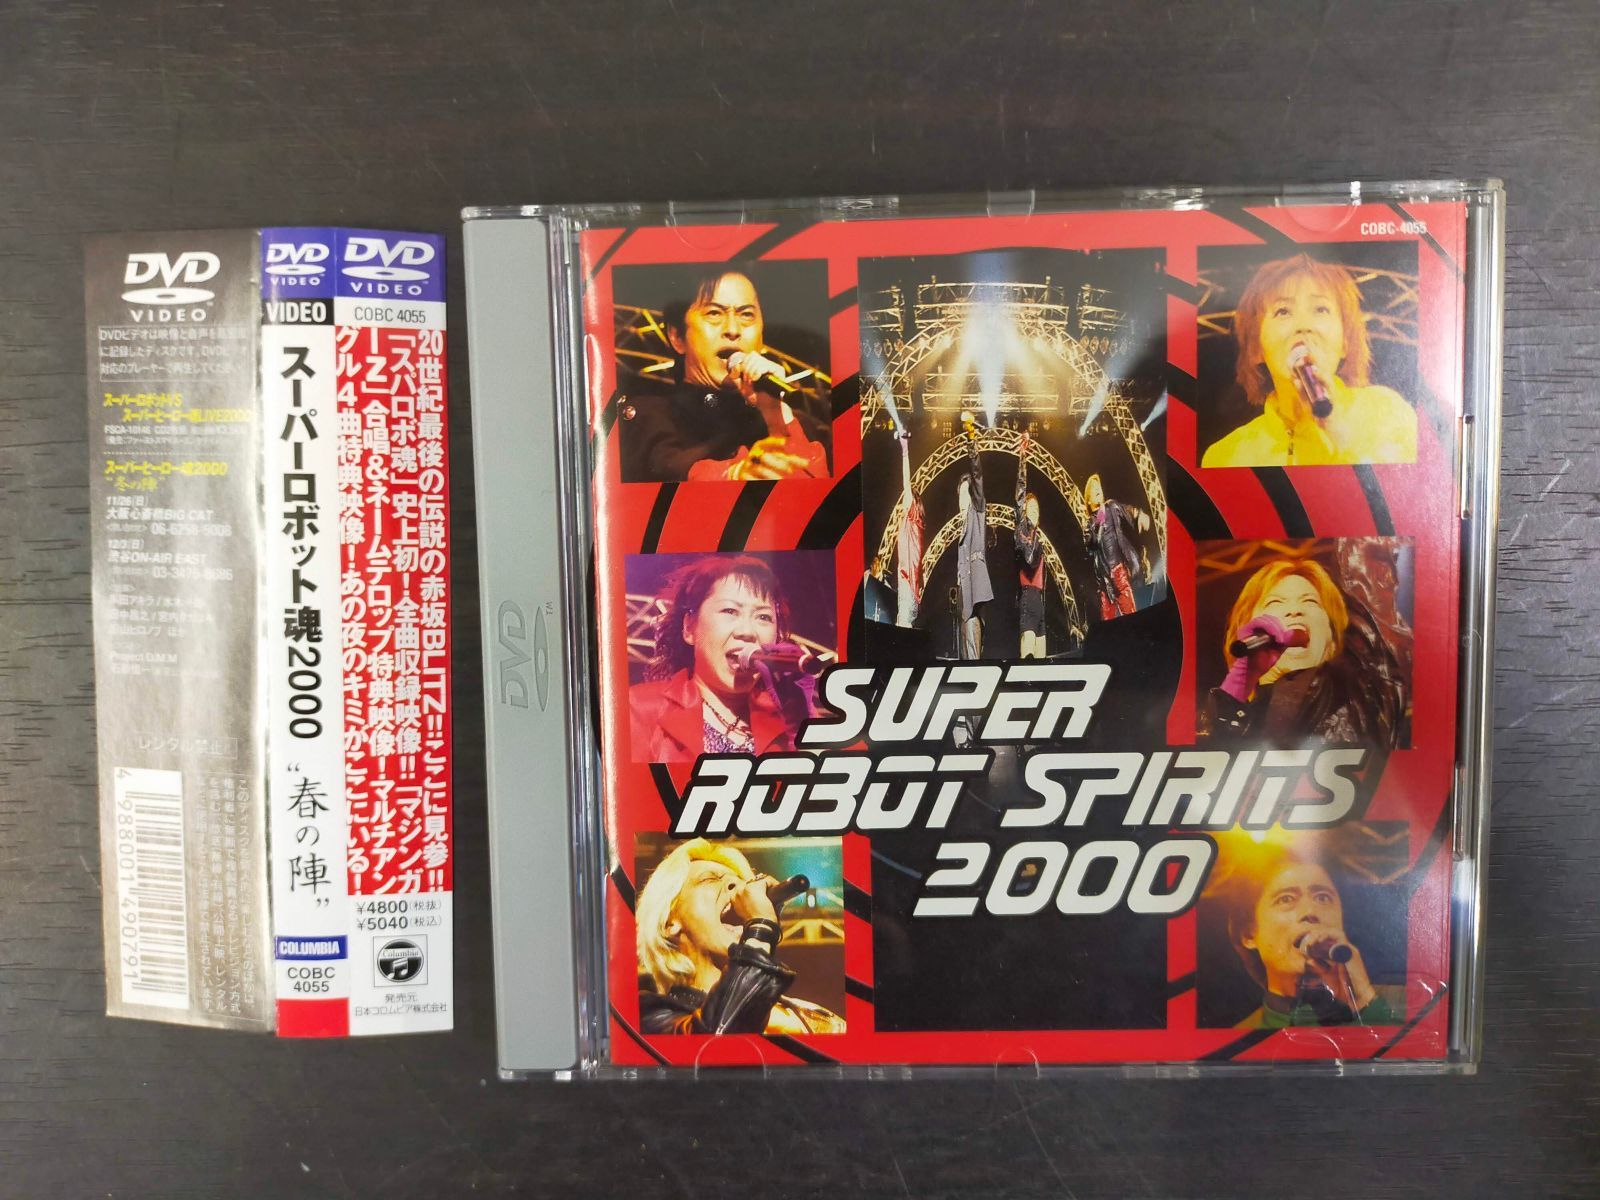 DVD
VIDEO
DVDビデオは映像と音声を高密度
に記録したディスクです。DVDビデオ
対応のプレーヤーで再生してください。
スーパーロボットVS
スーパーヒーロー魂LIVE2000
スーパーヒーロー魂2000
"冬の陣"
11/26(日)
大阪心斎橋BIG CAT
06-6258-5008
12/3(日)
渋谷ON-AIR EAST
Project D.M.M
レンタル禁止
4 988001 490791
DVD
VIDEO
VIDEO
スーパーロボット魂2000
"春の陣"
COLUMBIA
COBC
4055
DVD
VIDEO
COBC 4055
20世紀最後の伝説の赤坂BLITZ!!ここに見参!!
「スパロボ魂」史上初!全曲収録映像!!「マジンガ
ーZ」合唱&ネームテロップ特典映像!マルチアン
グル4曲特典映像!あの夜のキミがここにいる!
¥4800(税抜)
¥5040(税込)
Columbia
発売元
日本コロムビア株式会社
DVD
COBC-4055
SUPER
ROBOT SPIRITS
2000